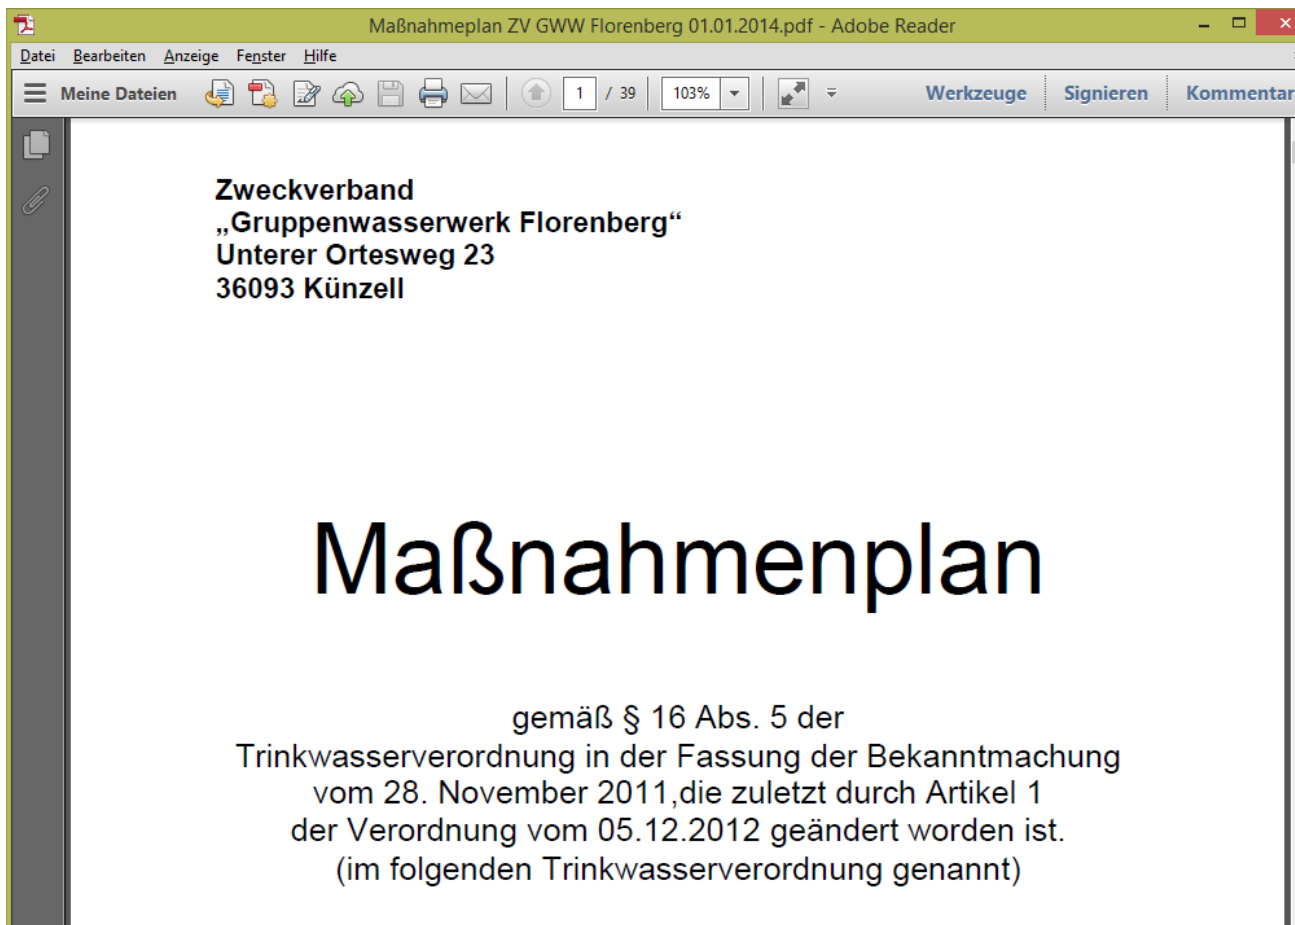 Maßnahmeplan ZV GWW Florenberg 01.01.2014.pdf - Adobe Reader
Datei Bearbeiten Anzeige Fenster Hilfe
Meine Dateien 1 / 39 103% Werkzeuge Signieren Kommentar
Zweckverband
„Gruppenwasserwerk Florenberg“
Unterer Ortesweg 23
36093 Künzell
Maßnahmenplan
gemäß § 16 Abs. 5 der
Trinkwasserverordnung in der Fassung der Bekanntmachung
vom 28. November 2011,die zuletzt durch Artikel 1
der Verordnung vom 05.12.2012 geändert worden ist.
(im folgenden Trinkwasserverordnung genannt)